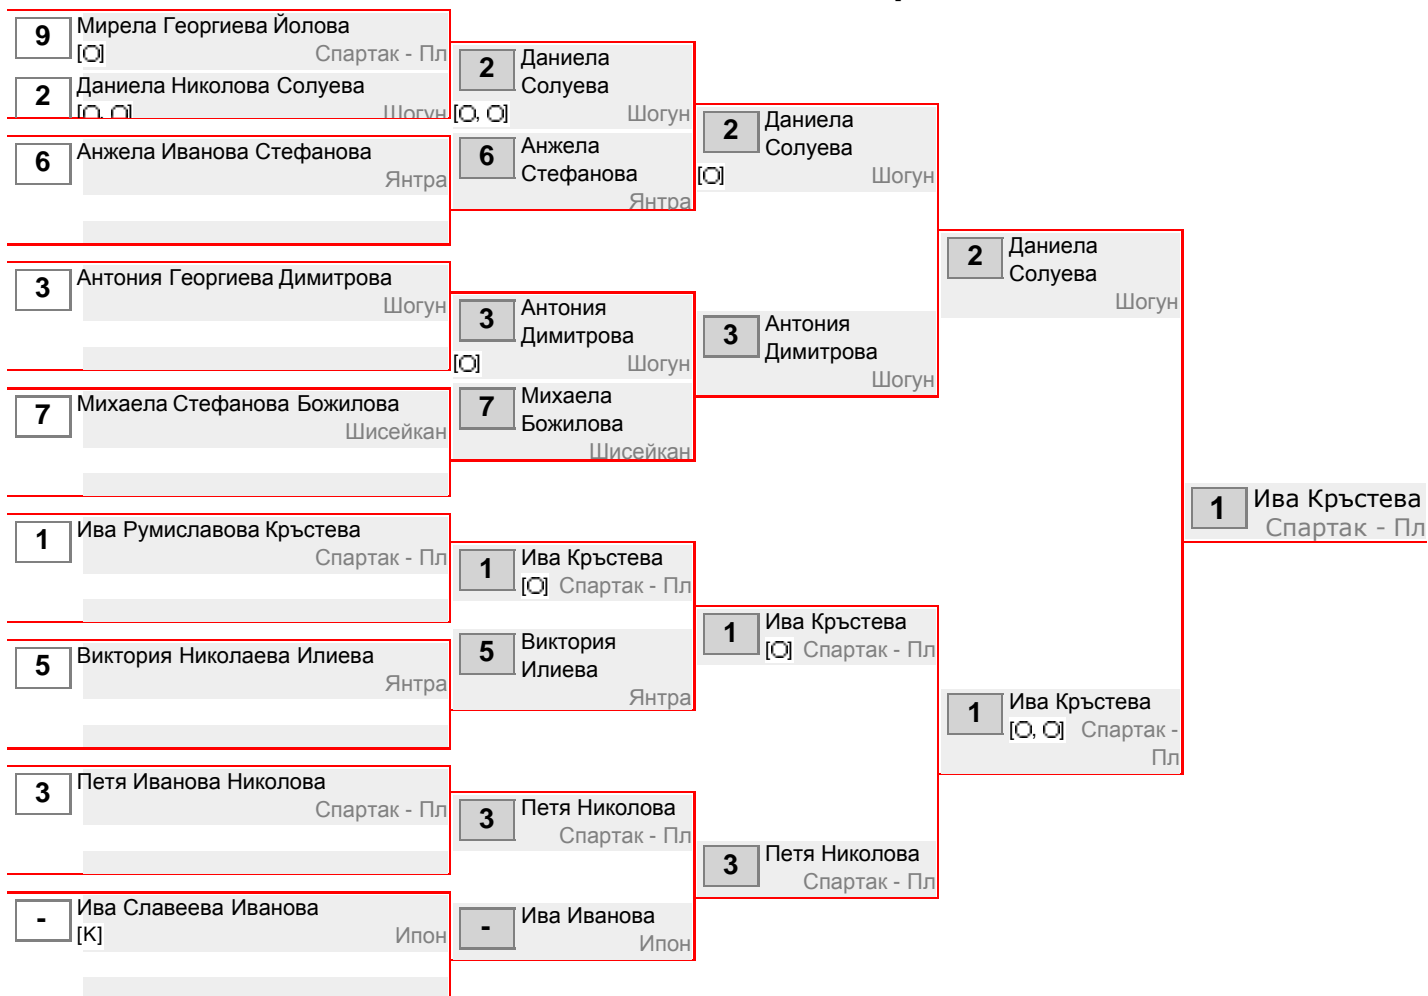 9 Мирела Георгиева Йолова
[O] Спартак - Пл
2 Даниела Николова Солуева
[O, O] Шогун
6 Анжела Иванова Стефанова
Янтра
3 Антония Георгиева Димитрова
Шогун
7 Михаела Стефанова Божилова
Шисейкан
1 Ива Румиславова Кръстева
Спартак - Пл
5 Виктория Николаева Илиева
Янтра
3 Петя Иванова Николова
Спартак - Пл
- Ива Славеева Иванова
[K] Ипон
2 Даниела
Солуева
[O, O] Шогун
6 Анжела
Стефанова
Янтра
3 Антония
Димитрова
[O] Шогун
7 Михаела
Божилова
Шисейкан
1 Ива Кръстева
[O] Спартак - Пл
5 Виктория
Илиева
Янтра
3 Петя Николова
Спартак - Пл
- Ива Иванова
Ипон
2 Даниела
Солуева
[O] Шогун
3 Антония
Димитрова
Шогун
1 Ива Кръстева
[O] Спартак - Пл
3 Петя Николова
Спартак - Пл
2 Даниела
Солуева
Шогун
1 Ива Кръстева
[O, O] Спартак -
Пл
1 Ива Кръстева
Спартак - Пл